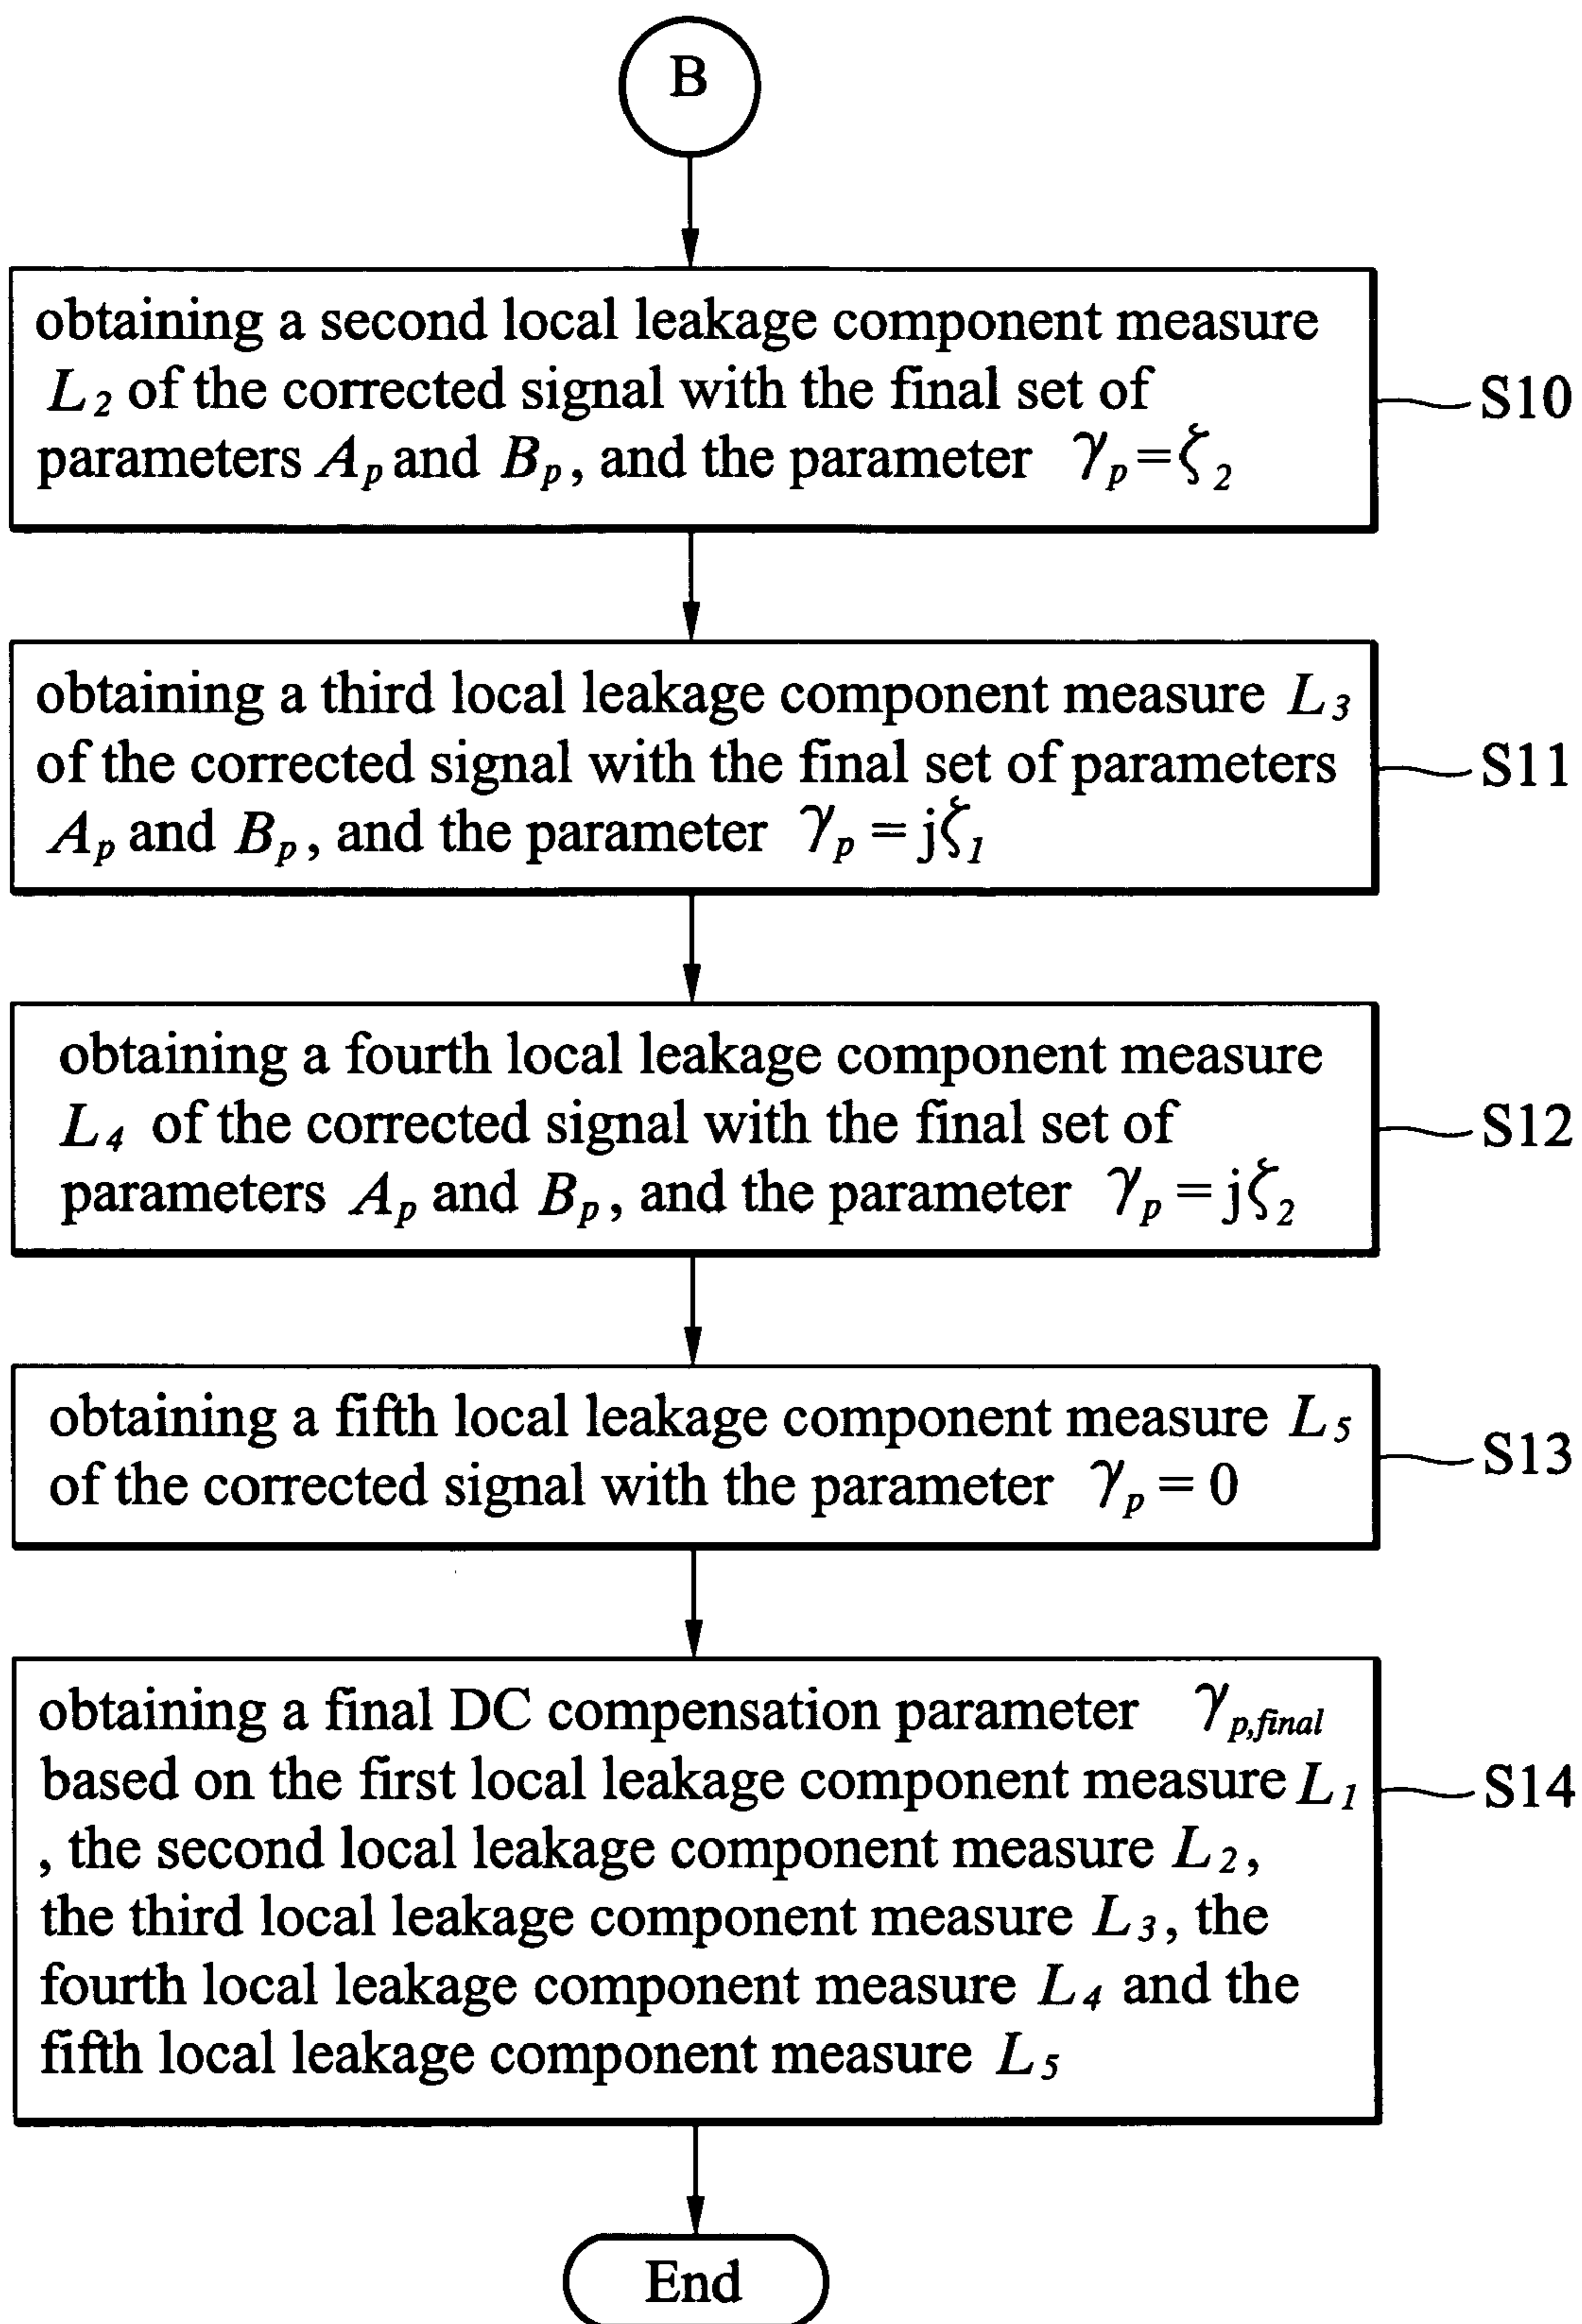 B
obtaining a second local leakage component measure
L₂ of the corrected signal with the final set of
parameters Aₚ and Bₚ, and the parameter γₚ=ζ₂
S10
obtaining a third local leakage component measure L₃
of the corrected signal with the final set of parameters
Aₚ and Bₚ, and the parameter γₚ = jζ₁
S11
obtaining a fourth local leakage component measure
L₄ of the corrected signal with the final set of
parameters Aₚ and Bₚ, and the parameter γₚ = jζ₂
S12
obtaining a fifth local leakage component measure L₅
of the corrected signal with the parameter γₚ = 0
S13
obtaining a final DC compensation parameter γp,final
based on the first local leakage component measure L₁
, the second local leakage component measure L₂,
the third local leakage component measure L₃, the
fourth local leakage component measure L₄ and the
fifth local leakage component measure L₅
S14
End